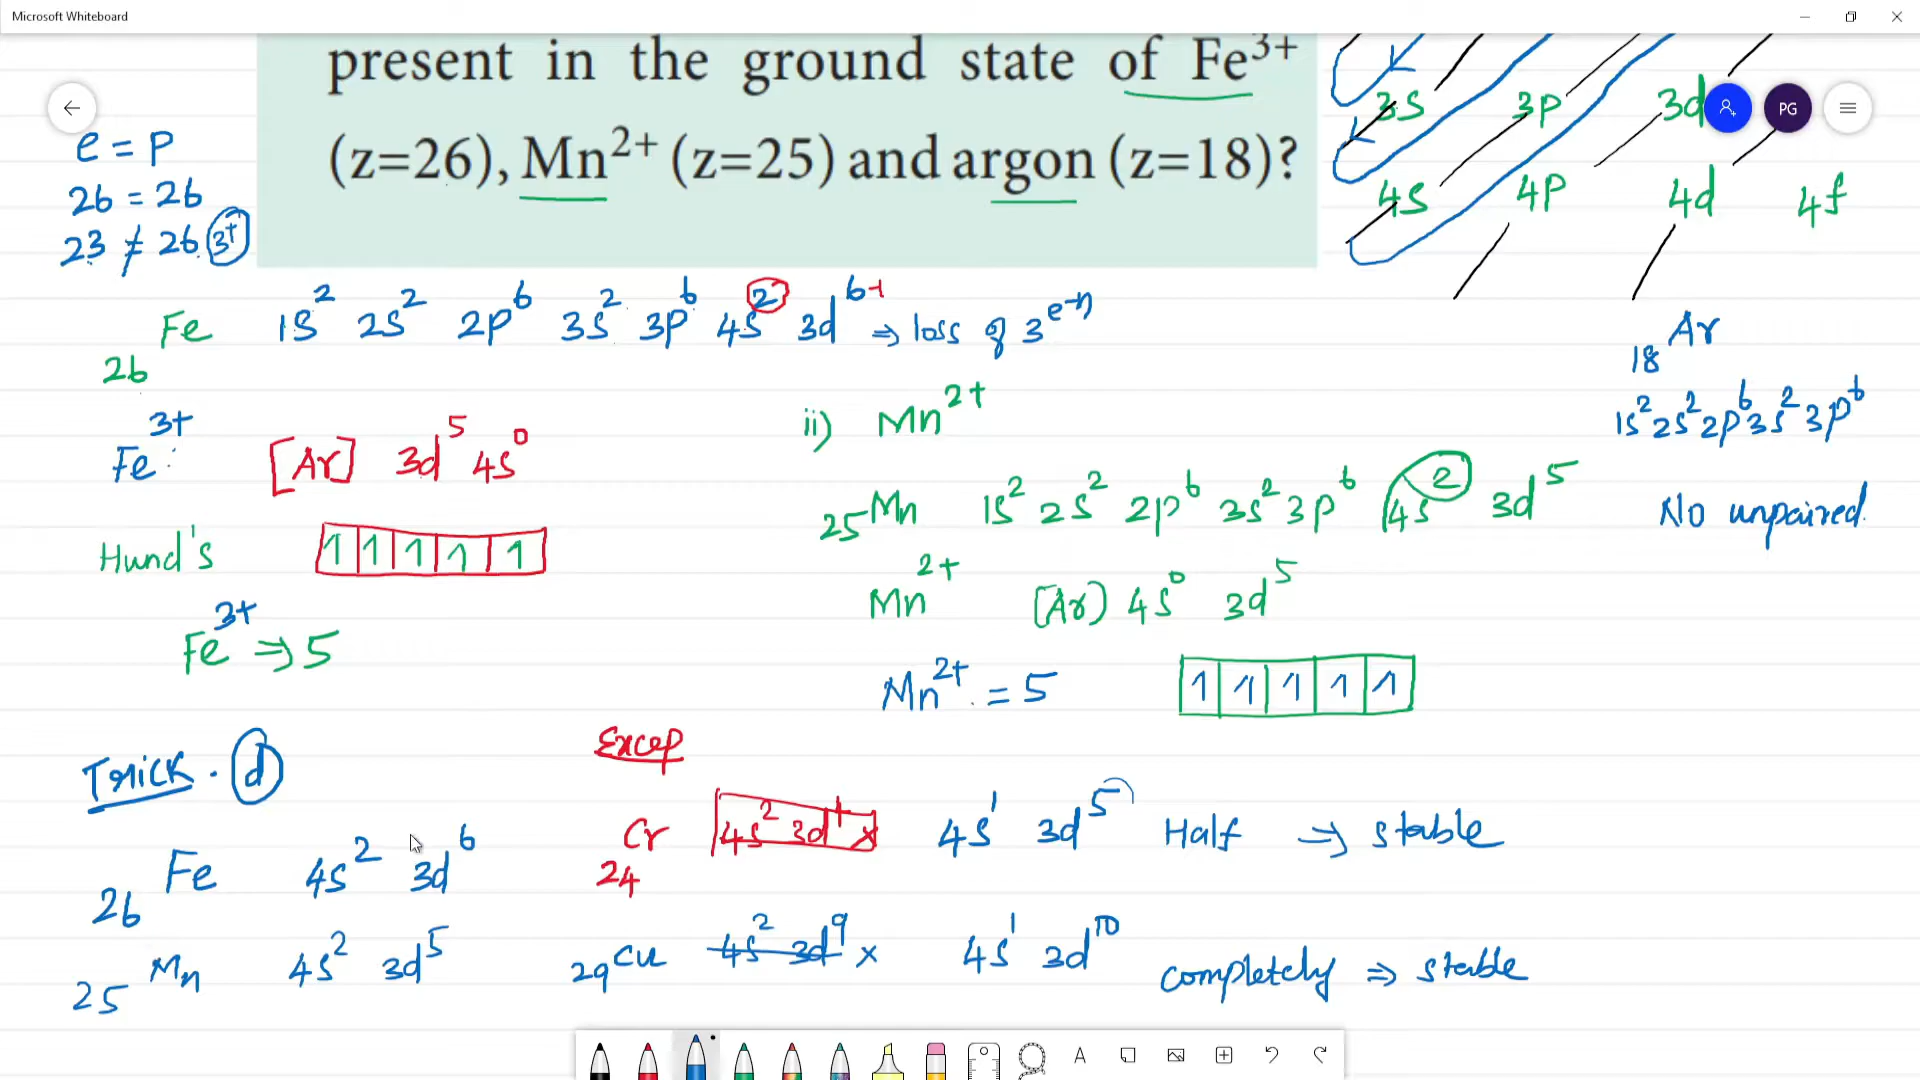 Microsoft Whiteboard
present in the ground state of Fe³⁺
(z=26), Mn²⁺ (z=25) and argon (z=18)?
3s 3p 3d
PG
4s 4p 4d 4f
e = p
26 = 26
23 ≠ 26 3+
₂₆Fe 1s² 2s² 2p⁶ 3s² 3p⁶ 4s² 3d⁶⁻¹ ⇒ loss of 3 e⁻n
Fe³⁺: [Ar] 3d⁵ 4s⁰
Hund's 1 1 1 1 1
Fe³⁺ ⇒ 5
ii) Mn²⁺
₂₅Mn 1s² 2s² 2p⁶ 3s² 3p⁶ 4s² 3d⁵
Mn²⁺ [Ar] 4s⁰ 3d⁵
Mn²⁺ = 5 1 1 1 1 1
₁₈Ar
1s² 2s² 2p⁶ 3s² 3p⁶
No unpaired.
Trick. d
₂₆Fe 4s² 3d⁶
₂₅Mn 4s² 3d⁵
Excep
₂₄Cr 4s² 3d⁴ x 4s¹ 3d⁵ Half ⇒ stable
₂₉Cu 4s² 3d⁹ x 4s¹ 3d¹⁰ completely ⇒ stable
A